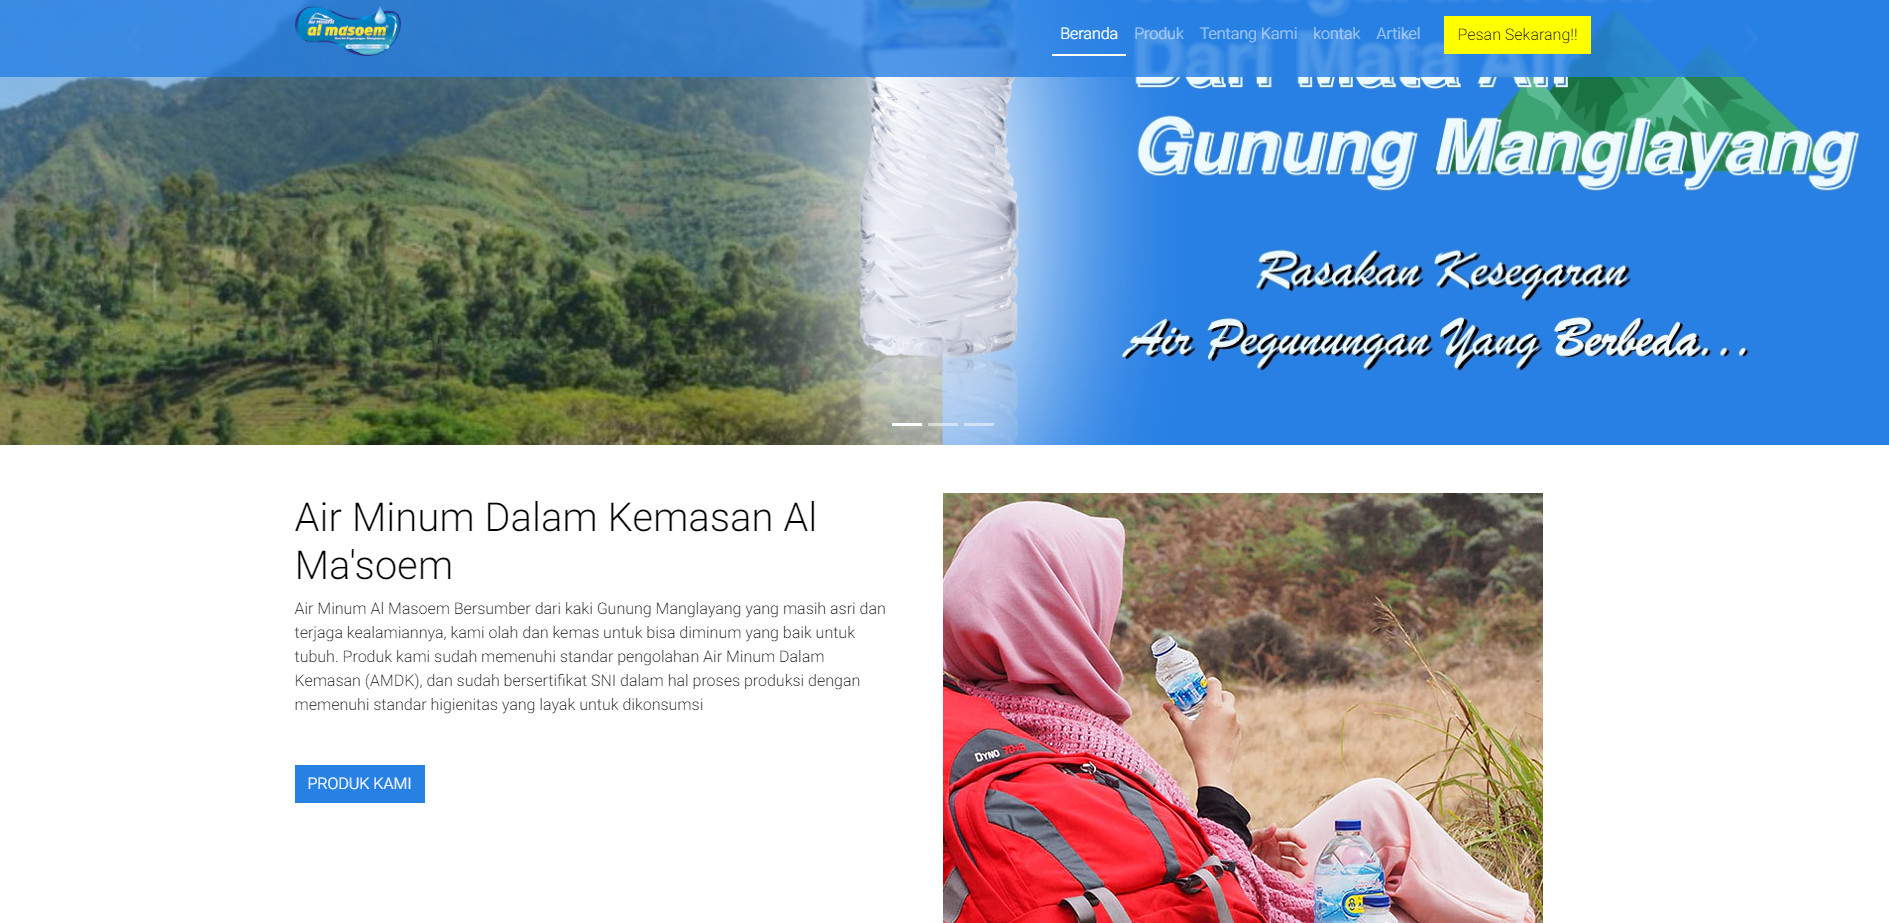 Air Minum
al masoem
Beranda
Produk
Tentang Kami
kontak
Artikel
Pesan Sekarang!!
Dari Mata Air
Gunung Manglayang
Rasakan Kesegaran
Air Pegunungan Yang Berbeda...
Air Minum Dalam Kemasan Al
Ma'soem
Air Minum Al Masoem Bersumber dari kaki Gunung Manglayang yang masih asri dan
terjaga kealamiannya, kami olah dan kemas untuk bisa diminum yang baik untuk
tubuh. Produk kami sudah memenuhi standar pengolahan Air Minum Dalam
Kemasan (AMDK), dan sudah bersertifikat SNI dalam hal proses produksi dengan
memenuhi standar higienitas yang layak untuk dikonsumsi
PRODUK KAMI
DYNO